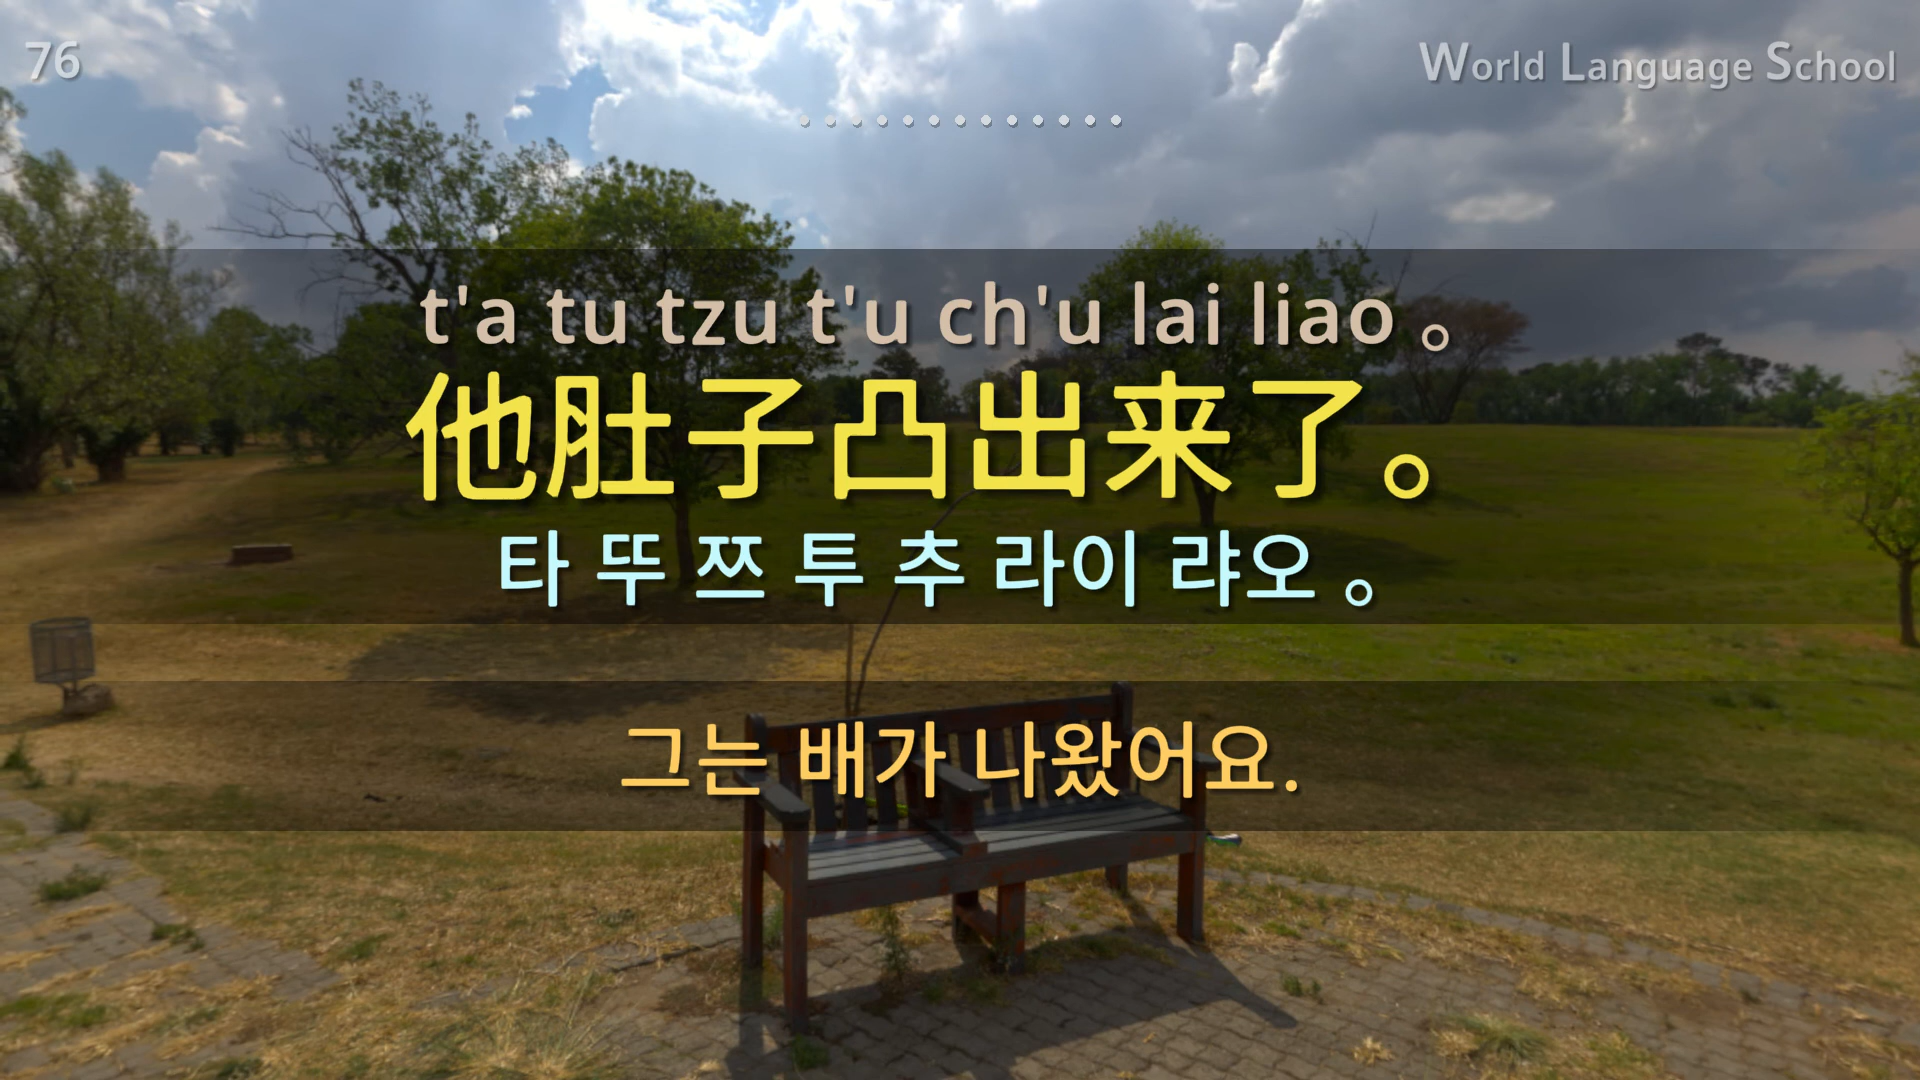 76
World Language School
t'a tu tzu t'u ch'u lai liao 。
他肚子凸出来了。
타 뚜 쯔 투 추 라이 랴오 。
그는 배가 나왔어요.